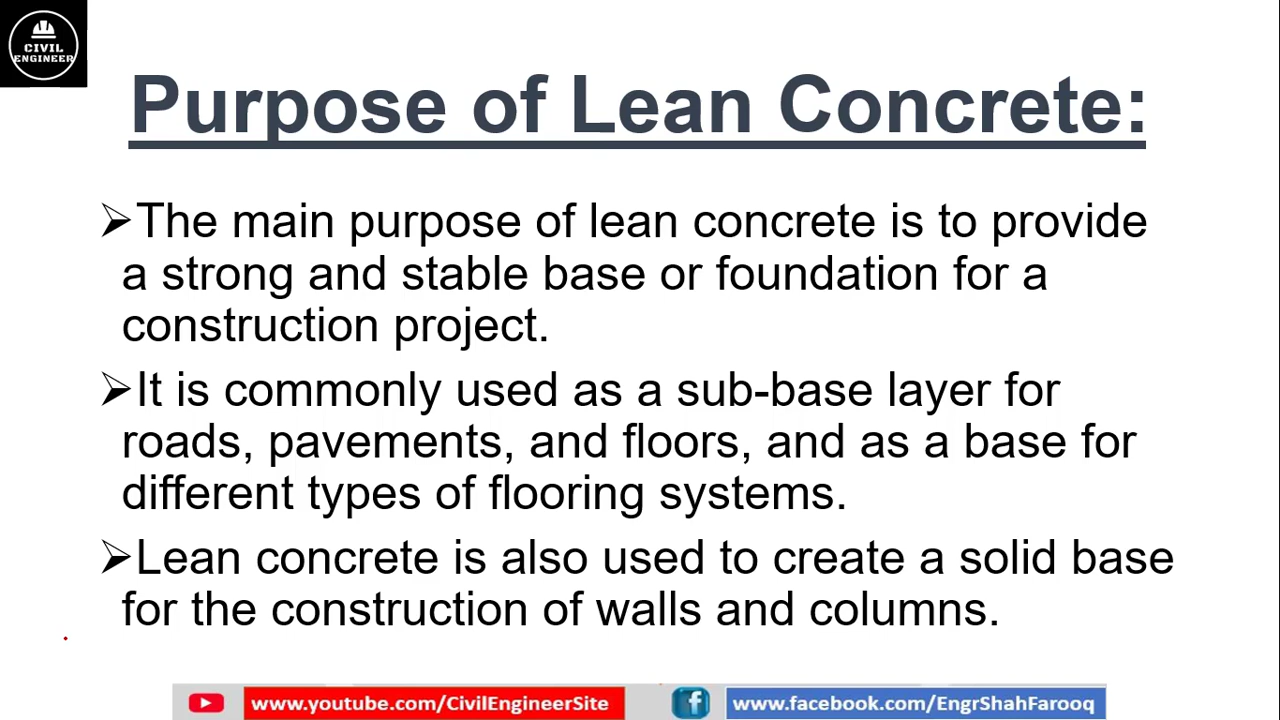 CIVIL
ENGINEER
Purpose of Lean Concrete:
➢The main purpose of lean concrete is to provide
a strong and stable base or foundation for a
construction project.
➢It is commonly used as a sub-base layer for
roads, pavements, and floors, and as a base for
different types of flooring systems.
➢Lean concrete is also used to create a solid base
for the construction of walls and columns.
www.youtube.com/CivilEngineerSite
www.facebook.com/EngrShahFarooq